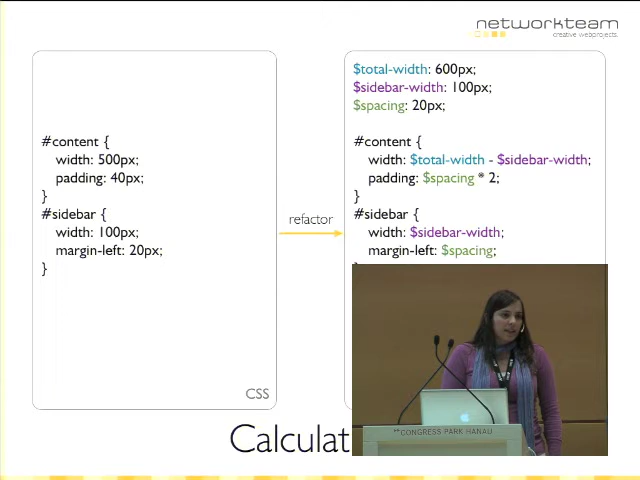 networkteam
creative webprojects.
#content {
width: 500px;
padding: 40px;
}
#sidebar {
width: 100px;
margin-left: 20px;
}
CSS
refactor
$total-width: 600px;
$sidebar-width: 100px;
$spacing: 20px;
#content {
width: $total-width - $sidebar-width;
padding: $spacing * 2;
}
#sidebar {
width: $sidebar-width;
margin-left: $spacing;
Calculat
CONGRESS PARK HANAU